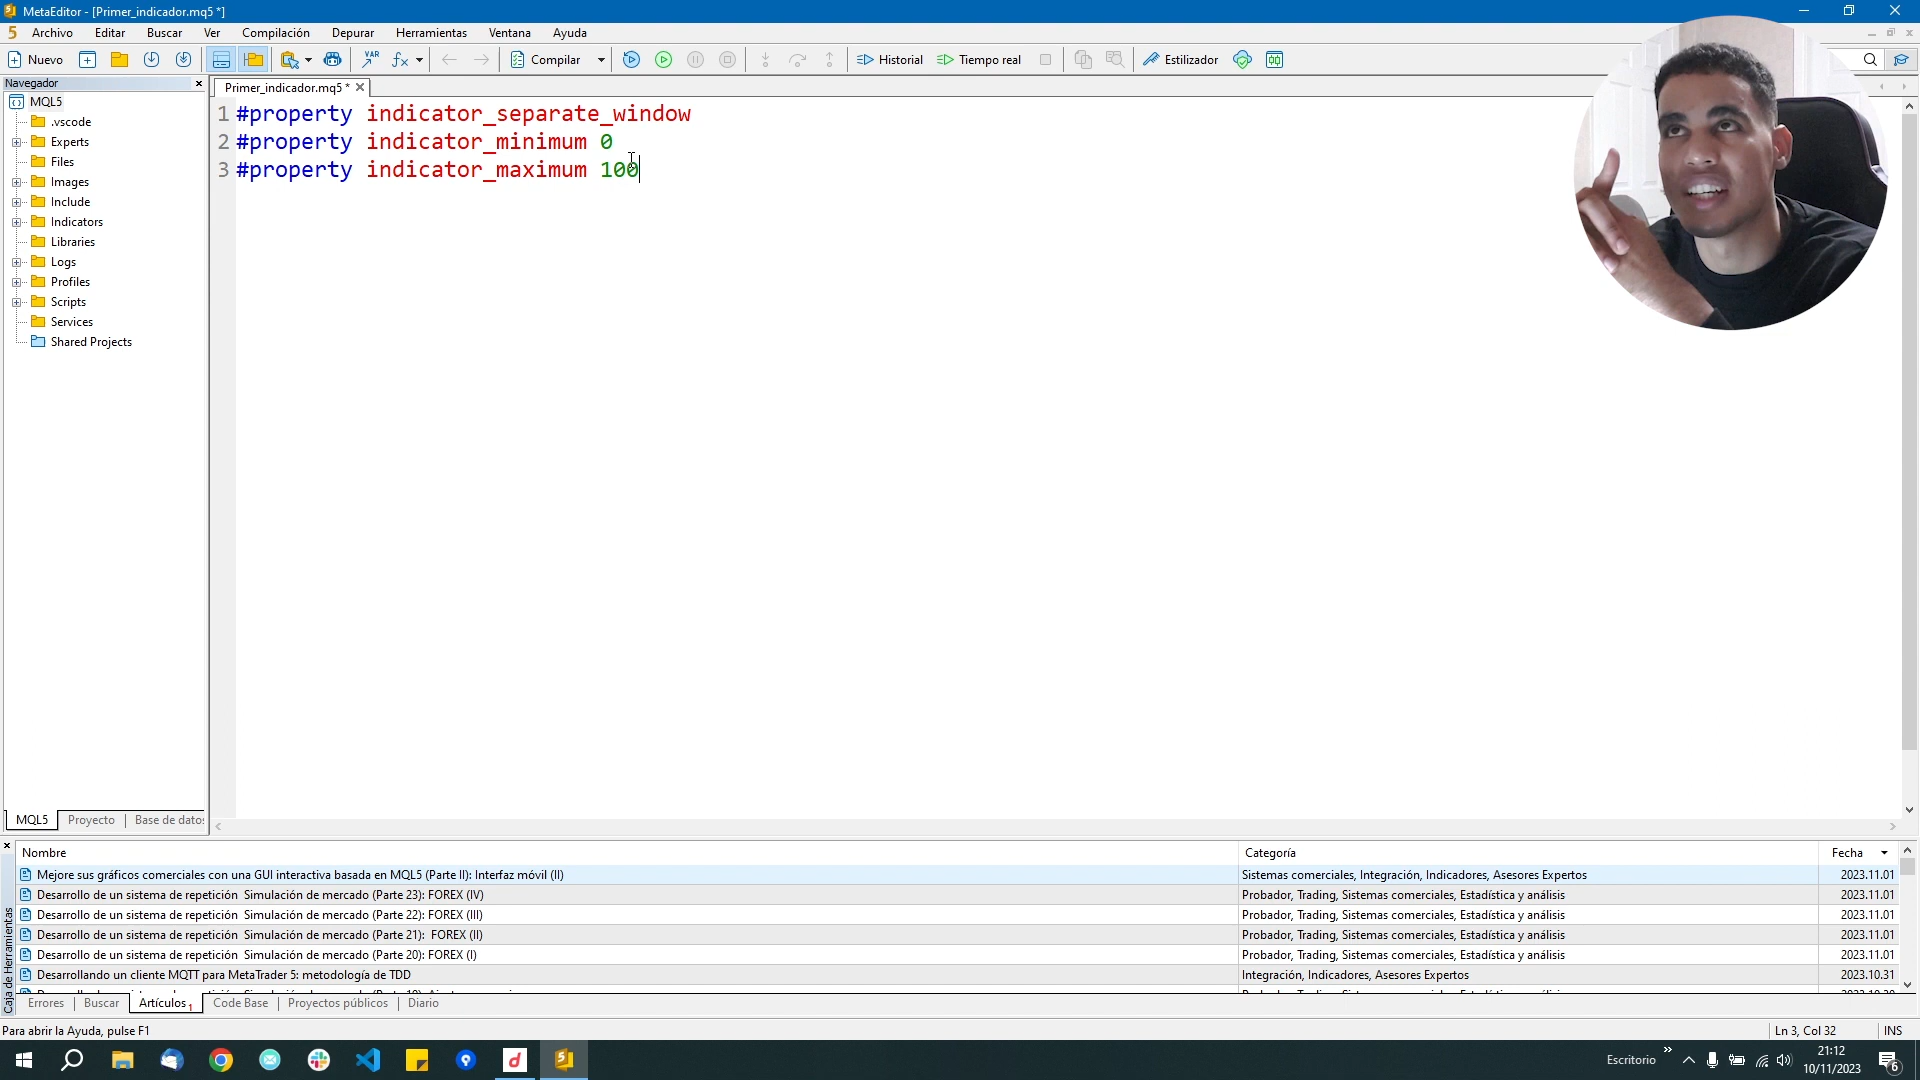 MetaEditor - [Primer_indicador.mq5 *]
5 Archivo Editar Buscar Ver Compilación Depurar Herramientas Ventana Ayuda
Nuevo VAR fx Compilar Historial Tiempo real Estilizador
Navegador
Primer_indicador.mq5 *
MQL5
.vscode
Experts
Files
Images
Include
Indicators
Libraries
Logs
Profiles
Scripts
Services
Shared Projects
1 #property indicator_separate_window
2 #property indicator_minimum 0
3 #property indicator_maximum 100
MQL5 Proyecto Base de datos
Caja de Herramientas
Nombre Categoría Fecha
Mejore sus gráficos comerciales con una GUI interactiva basada en MQL5 (Parte II): Interfaz móvil (II) Sistemas comerciales, Integración, Indicadores, Asesores Expertos 2023.11.01
Desarrollo de un sistema de repetición Simulación de mercado (Parte 23): FOREX (IV) Probador, Trading, Sistemas comerciales, Estadística y análisis 2023.11.01
Desarrollo de un sistema de repetición Simulación de mercado (Parte 22): FOREX (III) Probador, Trading, Sistemas comerciales, Estadística y análisis 2023.11.01
Desarrollo de un sistema de repetición Simulación de mercado (Parte 21): FOREX (II) Probador, Trading, Sistemas comerciales, Estadística y análisis 2023.11.01
Desarrollo de un sistema de repetición Simulación de mercado (Parte 20): FOREX (I) Probador, Trading, Sistemas comerciales, Estadística y análisis 2023.11.01
Desarrollando un cliente MQTT para MetaTrader 5: metodología de TDD Integración, Indicadores, Asesores Expertos 2023.10.31
Errores Buscar Artículos 1 Code Base Proyectos públicos Diario
Para abrir la Ayuda, pulse F1 Ln 3, Col 32 INS
Escritorio 21:12
10/11/2023 6